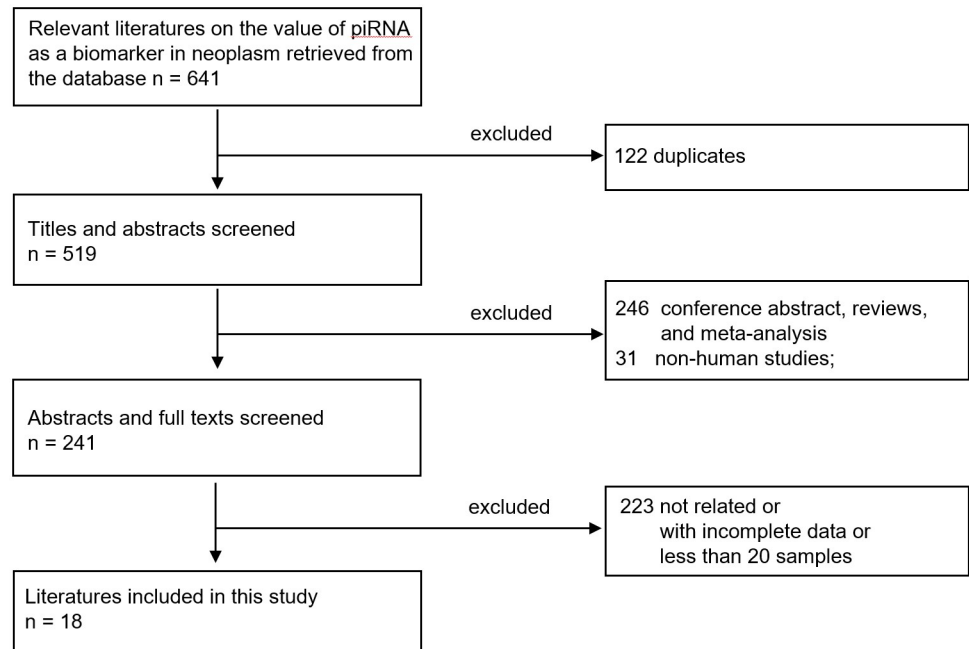 Relevant literatures on the value of piRNA
as a biomarker in neoplasm retrieved from
the database n = 641
excluded
122 duplicates
Titles and abstracts screened
n = 519
excluded
246 conference abstract, reviews,
and meta-analysis
31 non-human studies;
Abstracts and full texts screened
n = 241
excluded
223 not related or
with incomplete data or
less than 20 samples
Literatures included in this study
n = 18